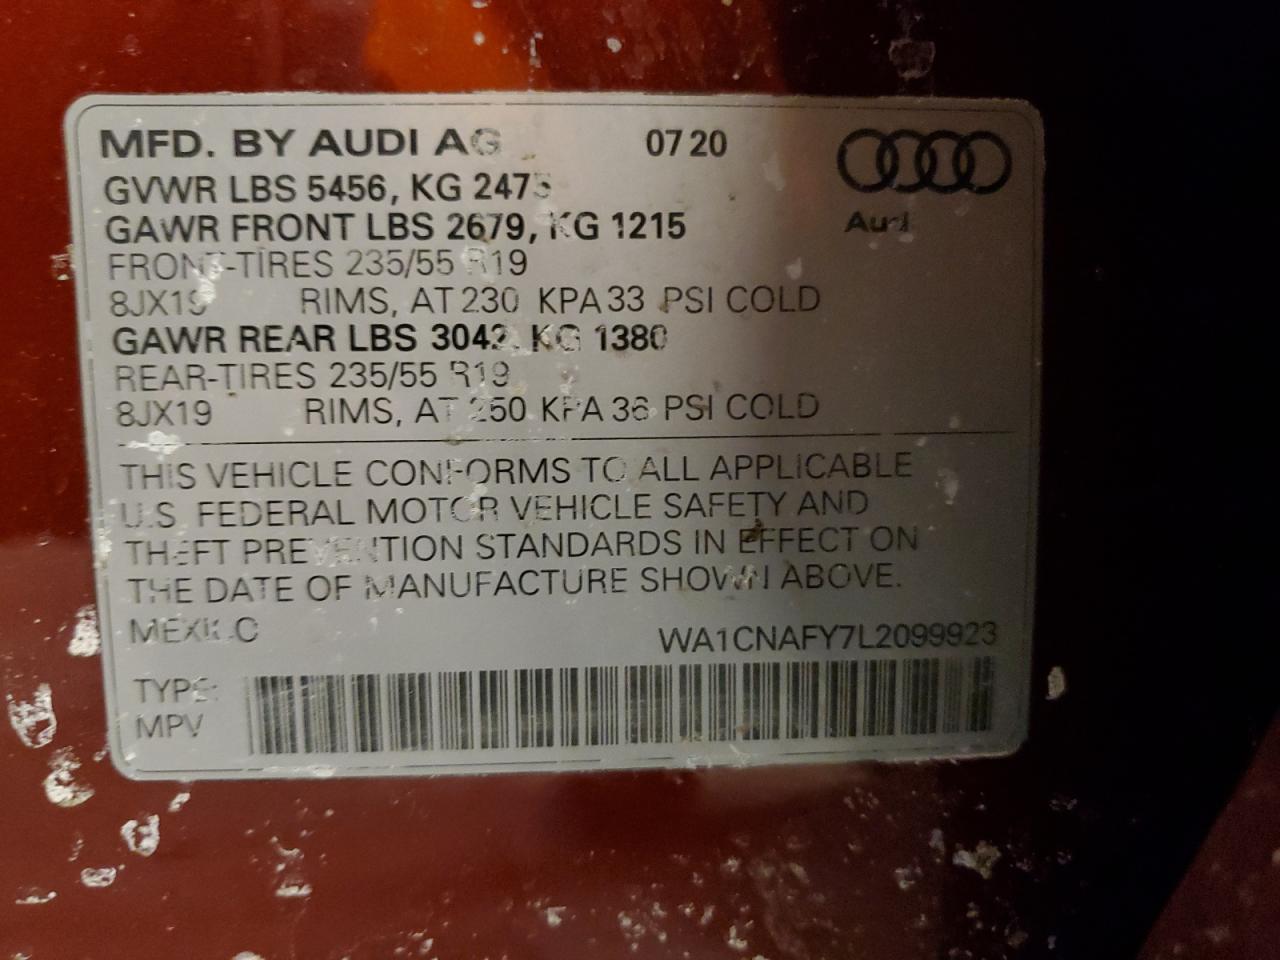 MFD. BY AUDI AG 07 20
Audi
GVWR LBS 5456, KG 2475
GAWR FRONT LBS 2679, KG 1215
FRONT-TIRES 235/55 R19
8JX19 RIMS, AT 230 KPA 33 PSI COLD
GAWR REAR LBS 3042, KG 1380
REAR-TIRES 235/55 R19
8JX19 RIMS, AT 250 KPA 36 PSI COLD
THIS VEHICLE CONFORMS TO ALL APPLICABLE
U.S. FEDERAL MOTOR VEHICLE SAFETY AND
THEFT PREVENTION STANDARDS IN EFFECT ON
THE DATE OF MANUFACTURE SHOWN ABOVE.
MEXICO
WA1CNAFY7L2099923
TYPE:
MPV